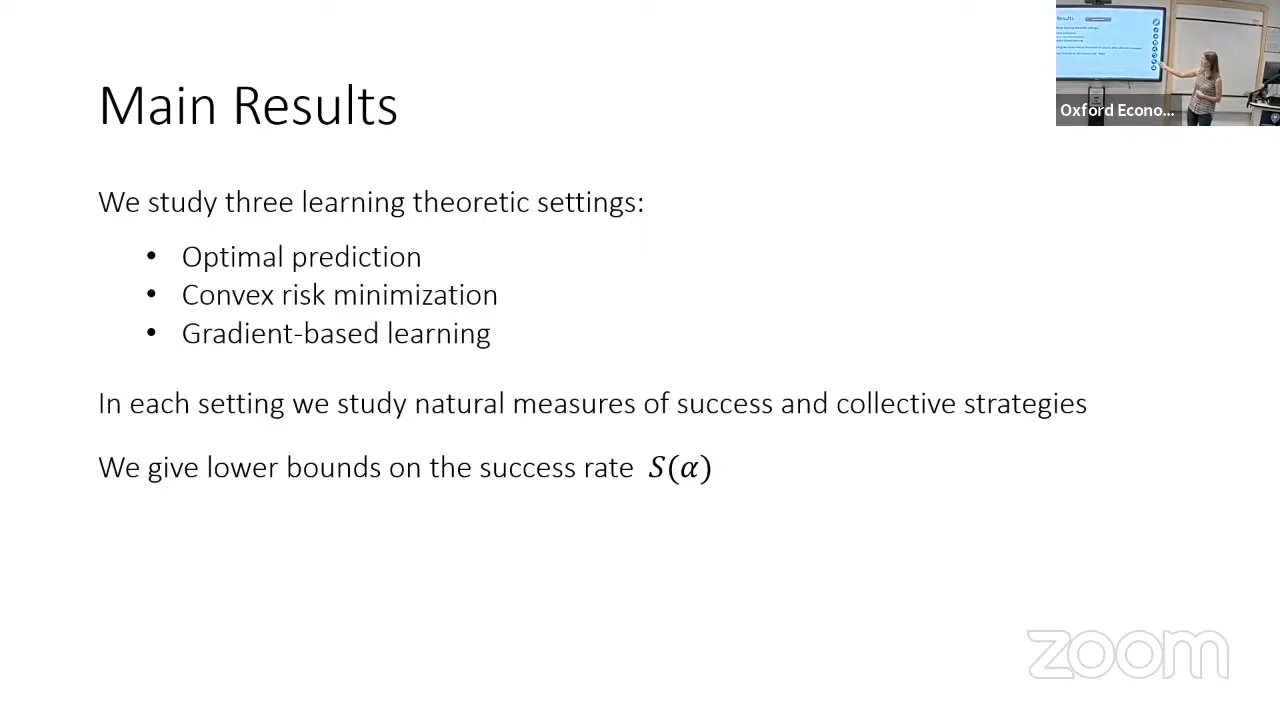 Main Results
We study three learning theoretic settings:
• Optimal prediction
• Convex risk minimization
• Gradient-based learning
In each setting we study natural measures of success and collective strategies
We give lower bounds on the success rate S(α)
Results
Oxford Econo...
zoom